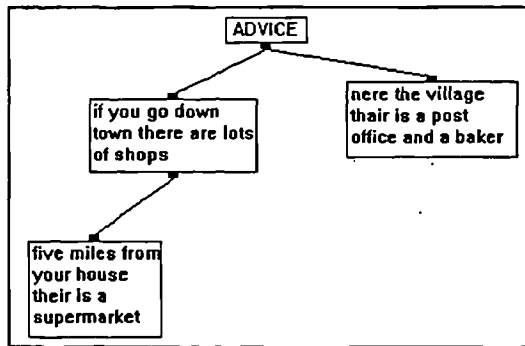 ADVICE
if you go down
town there are lots
of shops
nere the village
thair is a post
office and a baker
five miles from
your house
their is a
supermarket